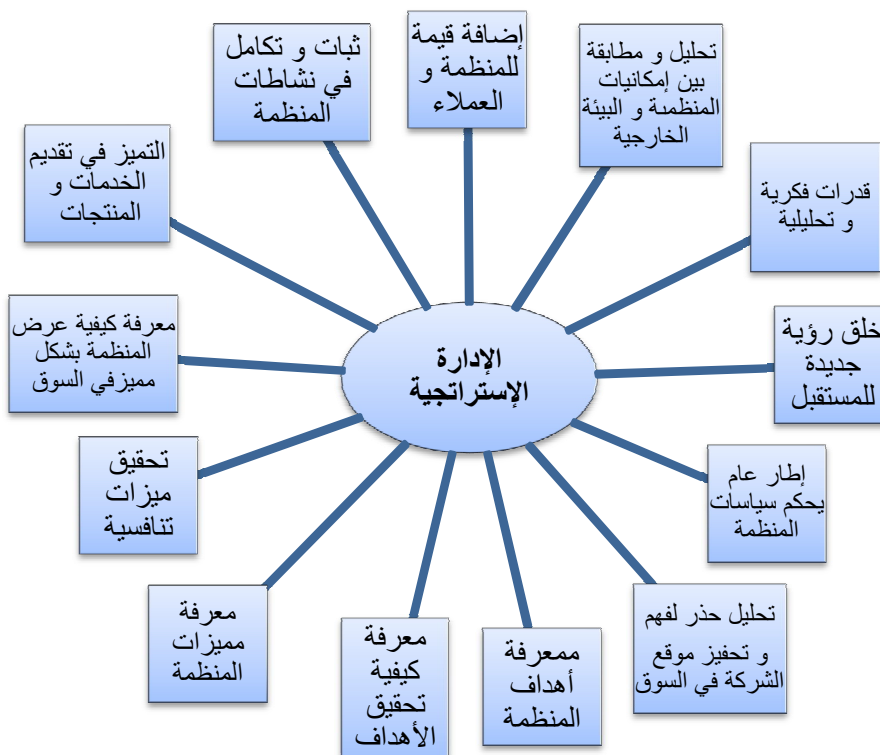 إضافة قيمة
للمنظمة و
العملاء
تحليل و مطابقة
بين إمكانيات
المنظمىة و البيئة
الخارجية
قدرات فكرية
و تحليلية
خلق رؤية
جديدة
للمستقبل
إطار عام
يحكم سياسات
المنظمة
تحليل حذر لفهم
و تحفيز موقع
الشركة في السوق
ممعرفة
أهداف
المنظمة
معرفة
كيفية
تحقيق
الأهداف
معرفة
مميزات
المنظمة
تحقيق
ميزات
تنافسية
معرفة كيفية عرض
المنظمة بشكل
مميزفي السوق
التميز في تقديم
الخدمات و
المنتجات
ثبات و تكامل
في نشاطات
المنظمة
الإدارة
الإستراتجية